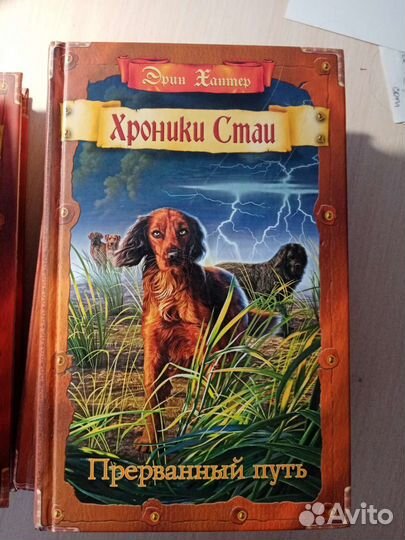 Эрин Хантер
Хроники Стаи
Прерванный путь
Avito